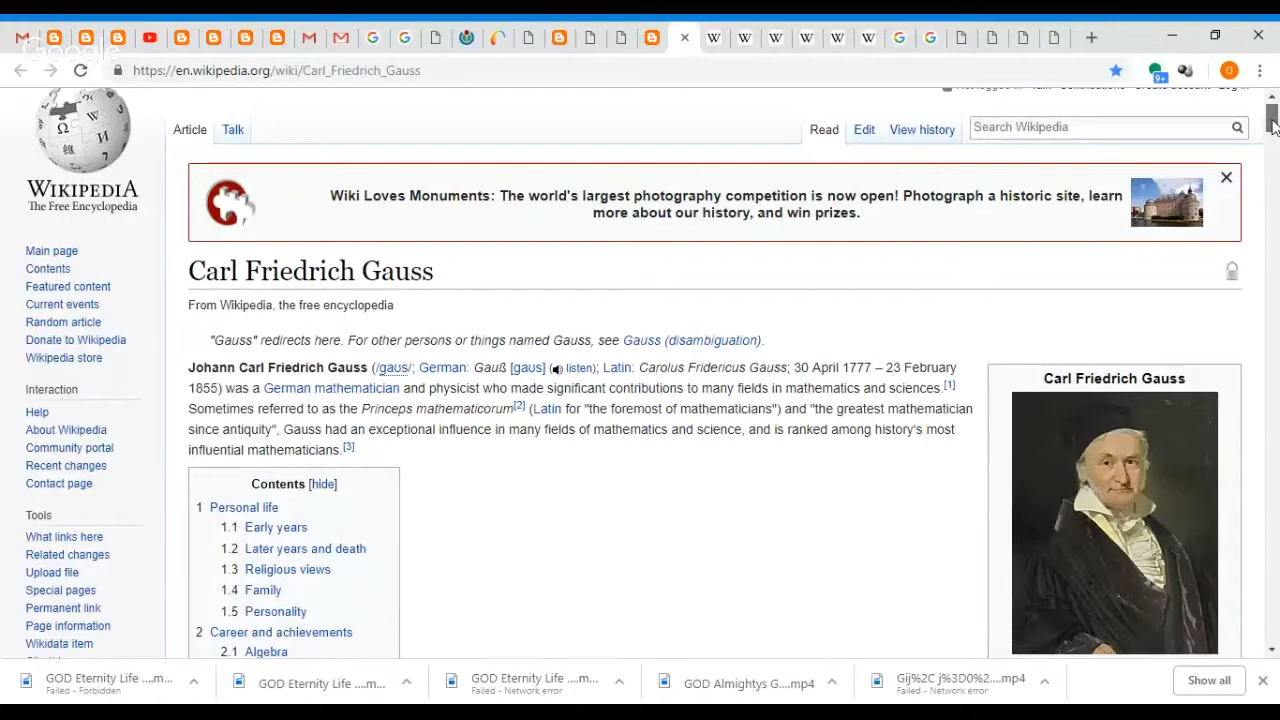 Google
https://en.wikipedia.org/wiki/Carl_Friedrich_Gauss
9+
O
WIKIPEDIA
The Free Encyclopedia
Article Talk
Read Edit View history
Search Wikipedia
Wiki Loves Monuments: The world's largest photography competition is now open! Photograph a historic site, learn
more about our history, and win prizes.
Main page
Contents
Featured content
Current events
Random article
Donate to Wikipedia
Wikipedia store
Interaction
Help
About Wikipedia
Community portal
Recent changes
Contact page
Tools
What links here
Related changes
Upload file
Special pages
Permanent link
Page information
Wikidata item
Carl Friedrich Gauss
From Wikipedia, the free encyclopedia
"Gauss" redirects here. For other persons or things named Gauss, see Gauss (disambiguation).
Johann Carl Friedrich Gauss (/ɡaʊs/; German: Gauß [ɡaʊs] (listen); Latin: Carolus Fridericus Gauss; 30 April 1777 – 23 February
1855) was a German mathematician and physicist who made significant contributions to many fields in mathematics and sciences.[1]
Sometimes referred to as the Princeps mathematicorum[2] (Latin for "the foremost of mathematicians") and "the greatest mathematician
since antiquity", Gauss had an exceptional influence in many fields of mathematics and science, and is ranked among history's most
influential mathematicians.[3]
Contents [hide]
1 Personal life
1.1 Early years
1.2 Later years and death
1.3 Religious views
1.4 Family
1.5 Personality
2 Career and achievements
2.1 Algebra
Carl Friedrich Gauss
GOD Eternity Life ....m...
Failed - Forbidden
GOD Eternity Life ....m...
GOD Eternity Life ....m...
Failed - Network error
GOD Almightys G....mp4
Gij%2C j%3D0%2....mp4
Failed - Network error
Show all